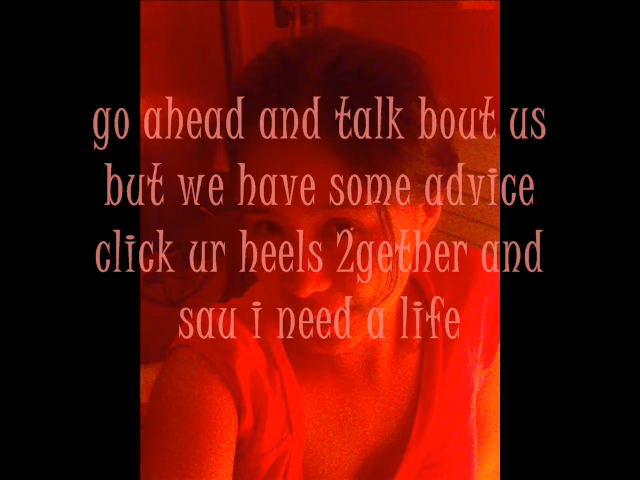 go ahead and talk bout us
but we have some advice
click ur heels 2gether and
sau i need a life